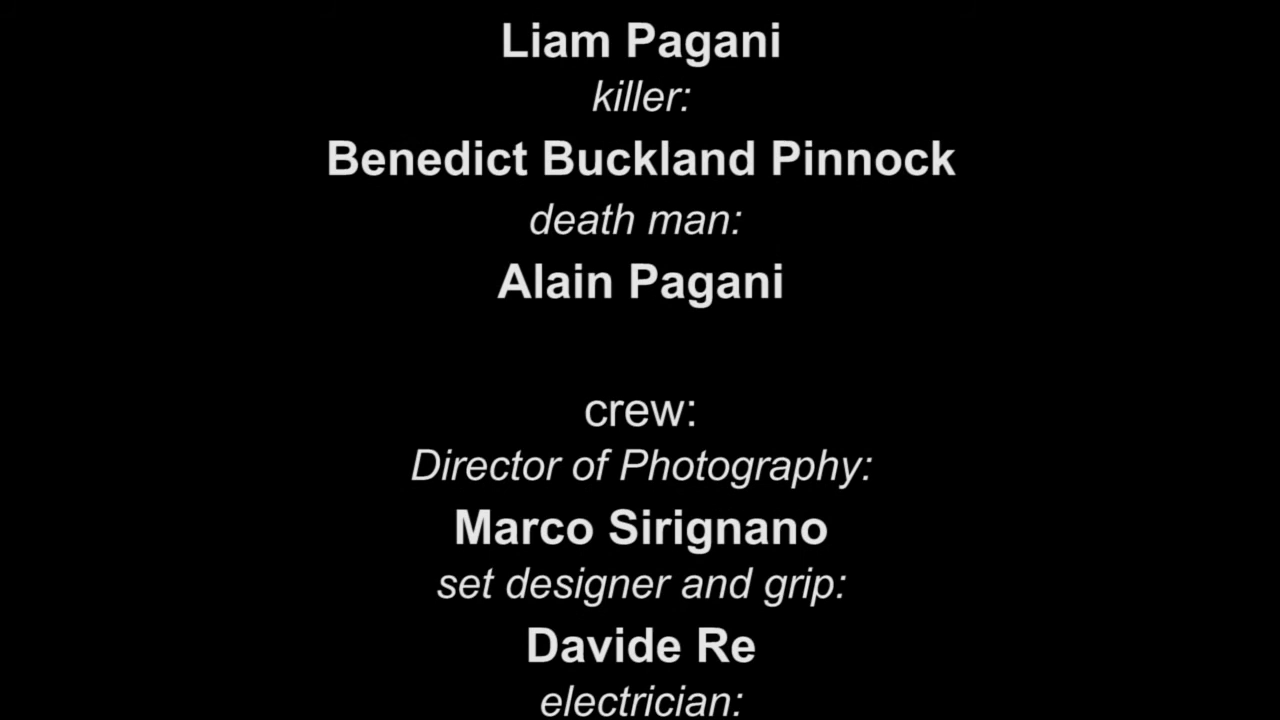 Liam Pagani
killer:
Benedict Buckland Pinnock
death man:
Alain Pagani
crew:
Director of Photography:
Marco Sirignano
set designer and grip:
Davide Re
electrician: